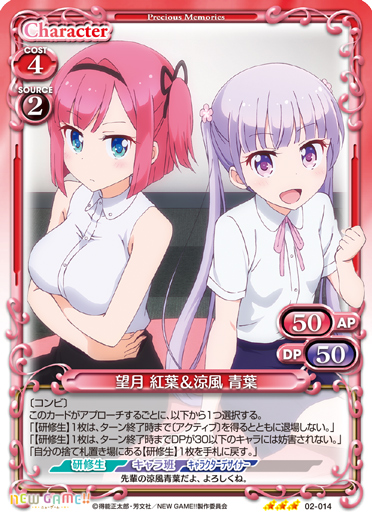 Precious Memories
Character
COST
4
SOURCE
2
50 AP
DP 50
望月 紅葉&涼風 青葉
［コンビ］
このカードがアプローチするごとに、以下から1つ選択する。
「【研修生】1枚は、ターン終了時まで〔アクティブ〕を得るとともに退場しない。」
「【研修生】1枚は、ターン終了時までDPが30以下のキャラには妨害されない。」
「自分の捨て札置場にある【研修生】1枚を手札に戻す。」
研修生 キャラ班 キャラクターデザイナー
先輩の涼風青葉だよ、よろしくね。
NEW GAME!!
©得能正太郎・芳文社／NEW GAME!!製作委員会
★★★ 02-014